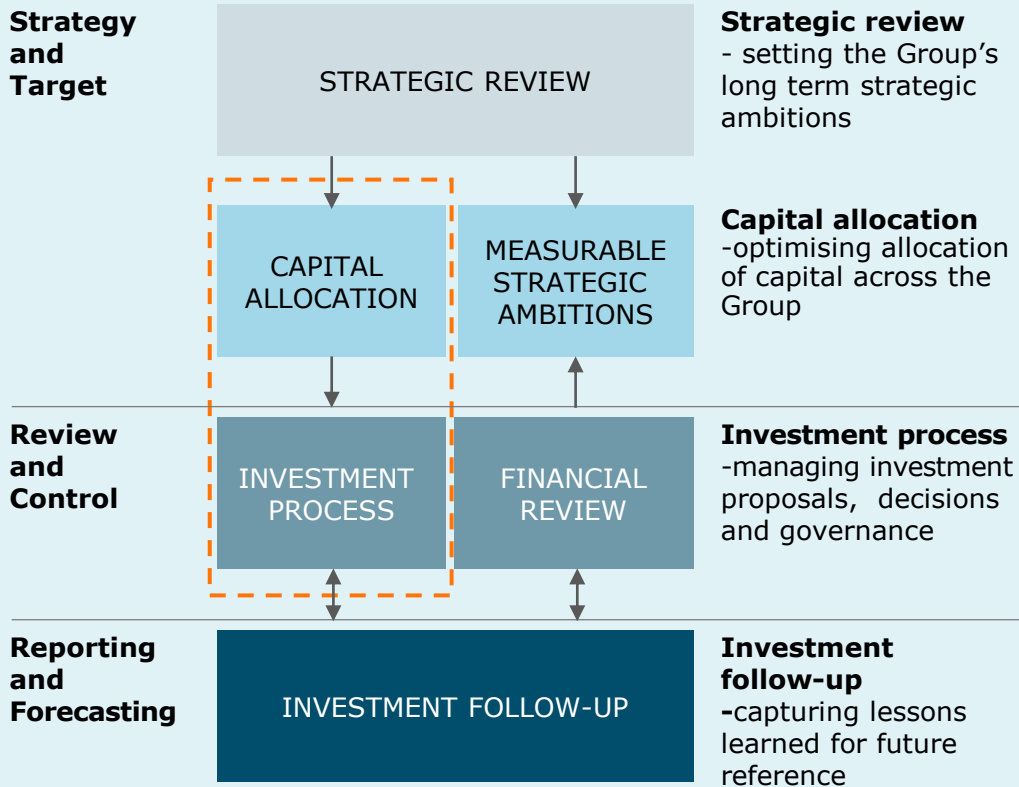 Strategy
and
Target
STRATEGIC REVIEW
Strategic review
- setting the Group's
long term strategic
ambitions
CAPITAL
ALLOCATION
MEASURABLE
STRATEGIC
AMBITIONS
Capital allocation
-optimising allocation
of capital across the
Group
Review
and
Control
INVESTMENT
PROCESS
FINANCIAL
REVIEW
Investment process
-managing investment
proposals, decisions
and governance
Reporting
and
Forecasting
INVESTMENT FOLLOW-UP
Investment
follow-up
-capturing lessons
learned for future
reference